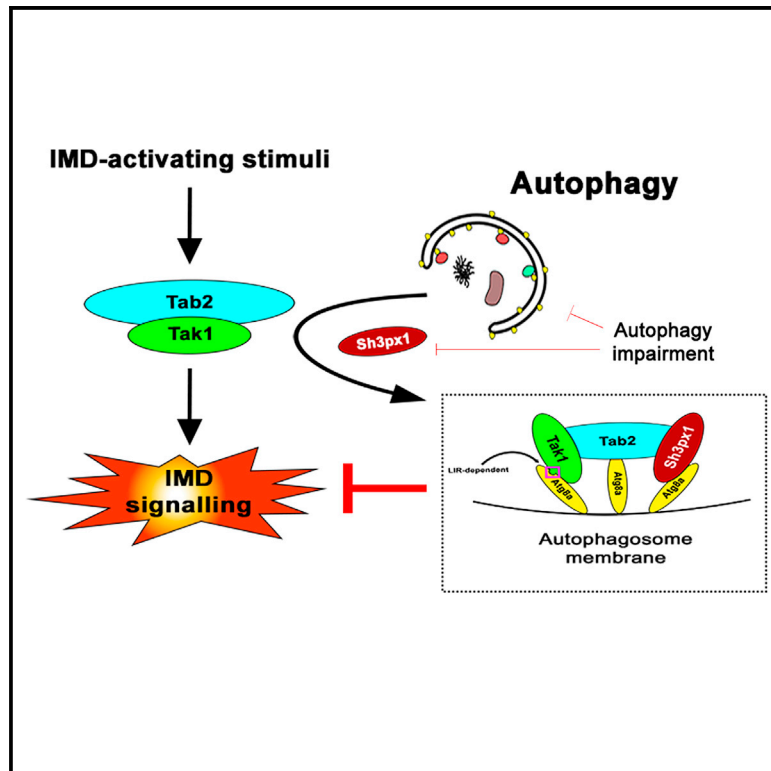 IMD-activating stimuli
Autophagy
Tab2
Tak1
Sh3px1
Autophagy
impairment
IMD
signalling
Tak1
Tab2
Sh3px1
LIR-dependent
Atg8a
Atg8a
Atg8a
Autophagosome
membrane